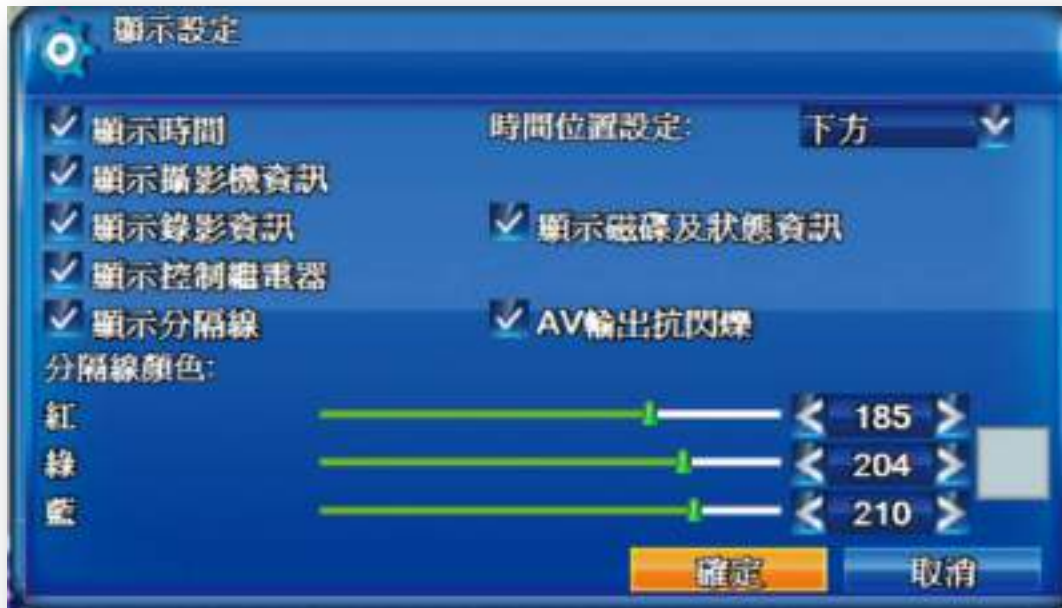 顯示設定
顯示時間 時間位置設定: 下方
顯示攝影機資訊
顯示錄影資訊 顯示磁碟及狀態資訊
顯示控制繼電器
顯示分隔線 AV輸出抗閃爍
分隔線顏色:
紅 185
綠 204
藍 210
確定 取消